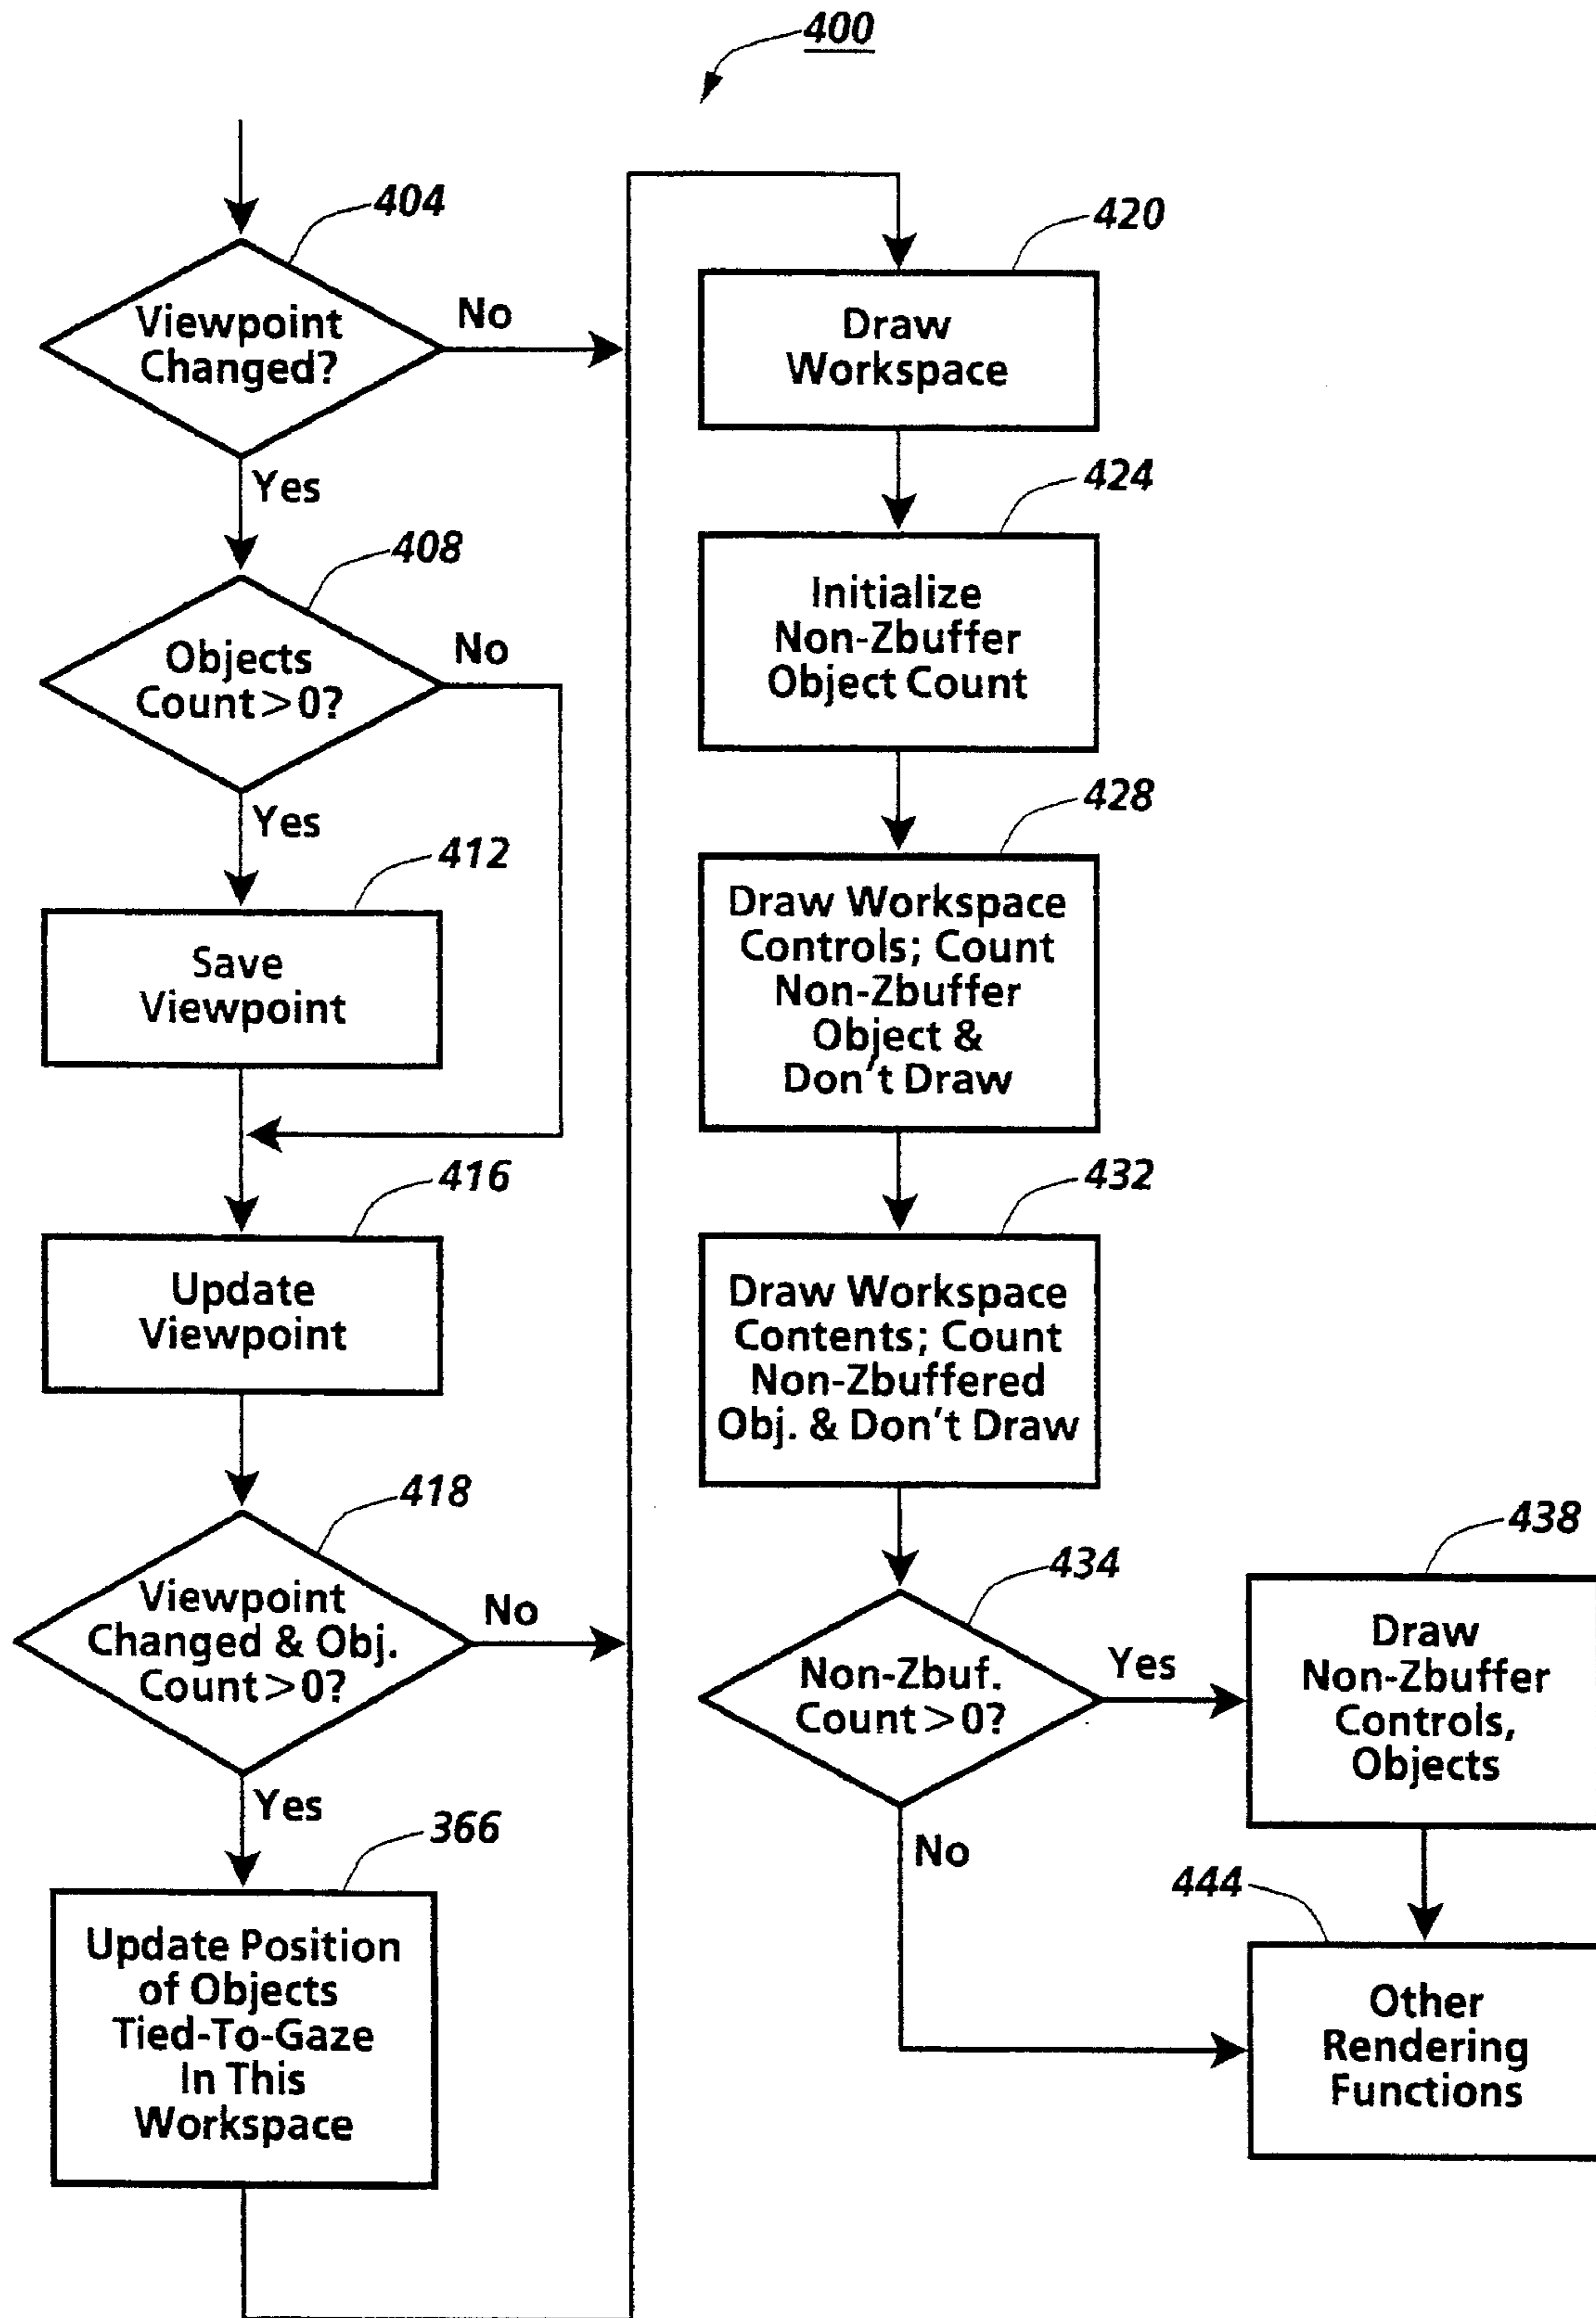 400
404
Viewpoint
Changed?
No
Yes
408
Objects
Count>0?
No
Yes
412
Save
Viewpoint
416
Update
Viewpoint
418
Viewpoint
Changed & Obj.
Count>0?
No
Yes
366
Update Position
of Objects
Tied-To-Gaze
In This
Workspace
420
Draw
Workspace
424
Initialize
Non-Zbuffer
Object Count
428
Draw Workspace
Controls; Count
Non-Zbuffer
Object &
Don't Draw
432
Draw Workspace
Contents; Count
Non-Zbuffered
Obj. & Don't Draw
434
Non-Zbuf.
Count>0?
Yes
No
438
Draw
Non-Zbuffer
Controls,
Objects
444
Other
Rendering
Functions